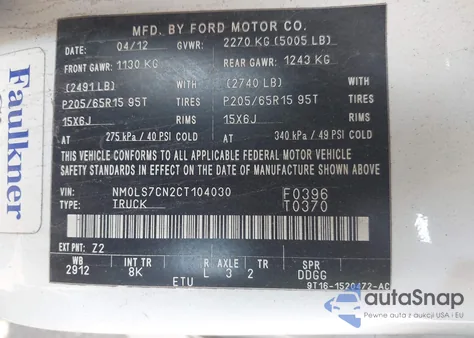 MFD. BY FORD MOTOR CO.
DATE: 04/12 GVWR: 2270 KG (5005 LB)
FRONT GAWR: 1130 KG REAR GAWR: 1243 KG
(2491 LB) WITH (2740 LB) WITH
P205/65R15 95T TIRES P205/65R15 95T TIRES
15X6J RIMS 15X6J RIMS
AT 275 kPa / 40 PSI COLD AT 340 kPa / 49 PSI COLD
THIS VEHICLE CONFORMS TO ALL APPLICABLE FEDERAL MOTOR VEHICLE
SAFETY STANDARDS IN EFFECT ON THE DATE OF MANUFACTURE SHOWN ABOVE
VIN: NM0LS7CN2CT104030 F0396
TYPE: TRUCK T0370
EXT PNT: Z2
WB INT TR R AXLE TR SPR
2912 8K L 3 2 2 DDGG
ETU 9T16-1520472-AC
Faulkner
autoSnap
Pewne auta z aukcji USA i EU